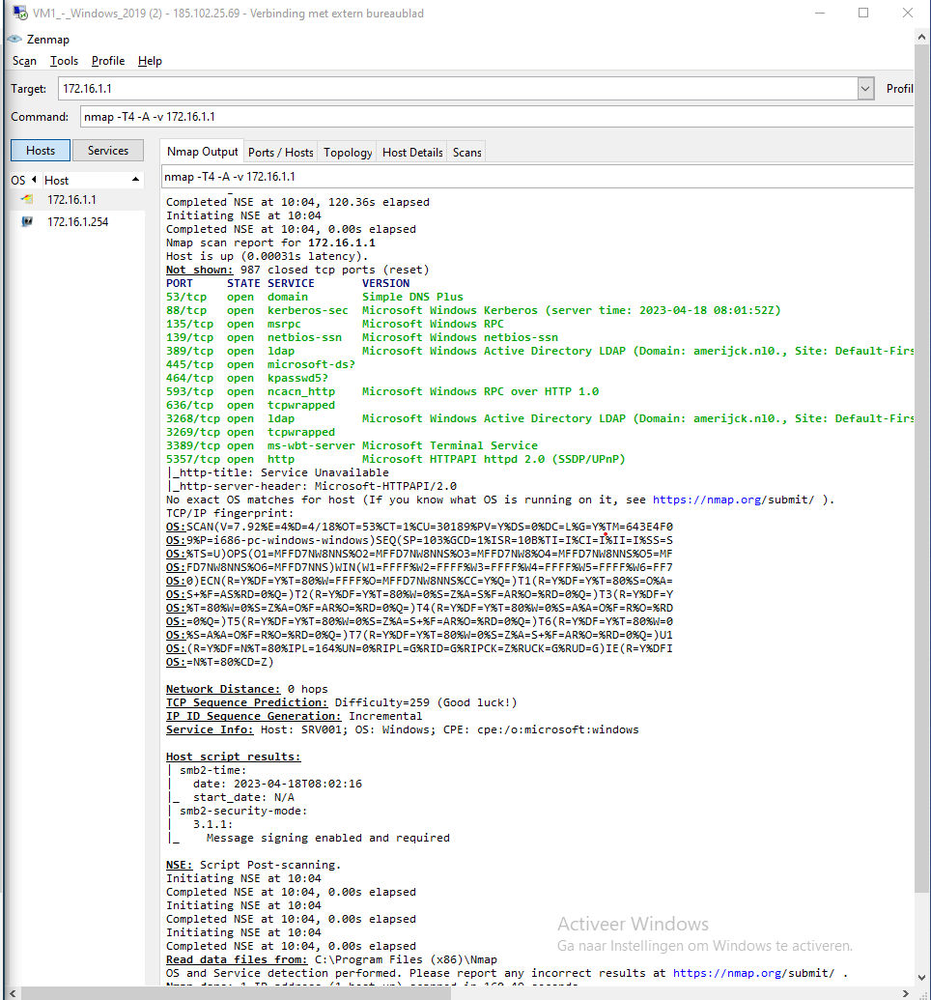 VM1_-_Windows_2019 (2) - 185.102.25.69 - Verbinding met extern bureaublad
Zenmap
Scan Tools Profile Help
Target: 172.16.1.1 Profil
Command: nmap -T4 -A -v 172.16.1.1
Hosts Services
Nmap Output Ports / Hosts Topology Host Details Scans
OS Host
nmap -T4 -A -v 172.16.1.1
172.16.1.1
172.16.1.254
Completed NSE at 10:04, 120.36s elapsed
Initiating NSE at 10:04
Completed NSE at 10:04, 0.00s elapsed
Nmap scan report for 172.16.1.1
Host is up (0.00031s latency).
Not shown: 987 closed tcp ports (reset)
PORT STATE SERVICE VERSION
53/tcp open domain Simple DNS Plus
88/tcp open kerberos-sec Microsoft Windows Kerberos (server time: 2023-04-18 08:01:52Z)
135/tcp open msrpc Microsoft Windows RPC
139/tcp open netbios-ssn Microsoft Windows netbios-ssn
389/tcp open ldap Microsoft Windows Active Directory LDAP (Domain: amerijck.nl0., Site: Default-Firs
445/tcp open microsoft-ds?
464/tcp open kpasswd5?
593/tcp open ncacn_http Microsoft Windows RPC over HTTP 1.0
636/tcp open tcpwrapped
3268/tcp open ldap Microsoft Windows Active Directory LDAP (Domain: amerijck.nl0., Site: Default-Firs
3269/tcp open tcpwrapped
3389/tcp open ms-wbt-server Microsoft Terminal Service
5357/tcp open http Microsoft HTTPAPI httpd 2.0 (SSDP/UPnP)
|_http-title: Service Unavailable
|_http-server-header: Microsoft-HTTPAPI/2.0
No exact OS matches for host (If you know what OS is running on it, see https://nmap.org/submit/ ).
TCP/IP fingerprint:
OS:SCAN(V=7.92%E=4%D=4/18%OT=53%CT=1%CU=30189%PV=Y%DS=0%DC=L%G=Y%TM=643E4F0
OS:9%P=i686-pc-windows-windows)SEQ(SP=103%GCD=1%ISR=10B%TI=I%CI=I%II=I%SS=S
OS:%TS=U)OPS(O1=MFFD7NW8NNS%O2=MFFD7NW8NNS%O3=MFFD7NW8%O4=MFFD7NW8NNS%O5=MF
OS:FD7NW8NNS%O6=MFFD7NNS)WIN(W1=FFFF%W2=FFFF%W3=FFFF%W4=FFFF%W5=FFFF%W6=FF7
OS:0)ECN(R=Y%DF=Y%T=80%W=FFFF%O=MFFD7NW8NNS%CC=Y%Q=)T1(R=Y%DF=Y%T=80%S=O%A=
OS:S+%F=AS%RD=0%Q=)T2(R=Y%DF=Y%T=80%W=0%S=Z%A=S%F=AR%O=%RD=0%Q=)T3(R=Y%DF=Y
OS:%T=80%W=0%S=Z%A=O%F=AR%O=%RD=0%Q=)T4(R=Y%DF=Y%T=80%W=0%S=A%A=O%F=R%O=%RD
OS:=0%Q=)T5(R=Y%DF=Y%T=80%W=0%S=Z%A=S+%F=AR%O=%RD=0%Q=)T6(R=Y%DF=Y%T=80%W=0
OS:%S=A%A=O%F=R%O=%RD=0%Q=)T7(R=Y%DF=Y%T=80%W=0%S=Z%A=S+%F=AR%O=%RD=0%Q=)U1
OS:(R=Y%DF=N%T=80%IPL=164%UN=0%RIPL=G%RID=G%RIPCK=Z%RUCK=G%RUD=G)IE(R=Y%DFI
OS:=N%T=80%CD=Z)
Network Distance: 0 hops
TCP Sequence Prediction: Difficulty=259 (Good luck!)
IP ID Sequence Generation: Incremental
Service Info: Host: SRV001; OS: Windows; CPE: cpe:/o:microsoft:windows
Host script results:
| smb2-time:
|   date: 2023-04-18T08:02:16
|_  start_date: N/A
| smb2-security-mode:
|   3.1.1:
|_    Message signing enabled and required
NSE: Script Post-scanning.
Initiating NSE at 10:04
Completed NSE at 10:04, 0.00s elapsed
Initiating NSE at 10:04
Completed NSE at 10:04, 0.00s elapsed
Initiating NSE at 10:04
Completed NSE at 10:04, 0.00s elapsed
Read data files from: C:\Program Files (x86)\Nmap
OS and Service detection performed. Please report any incorrect results at https://nmap.org/submit/ .
Nmap done: 1 IP address (1 host up) scanned in 160.49 seconds
Activeer Windows
Ga naar Instellingen om Windows te activeren.